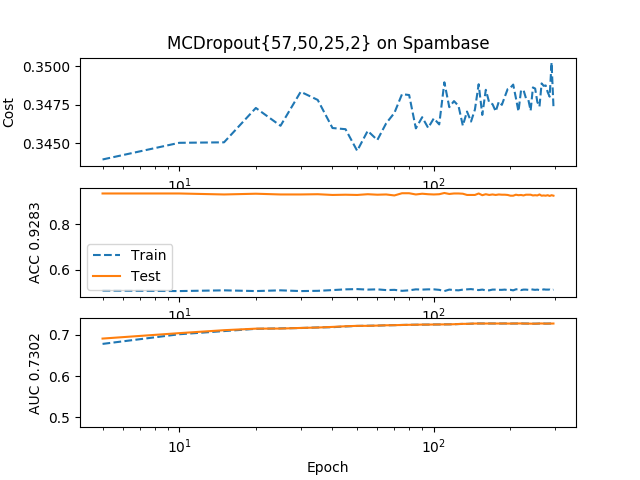 MCDropout{57,50,25,2} on Spambase
0.3500
0.3475
0.3450
Cost
10¹
10²
0.8
0.6
ACC 0.9283
Train
Test
10¹
10²
0.7
0.6
0.5
AUC 0.7302
10¹
10²
Epoch